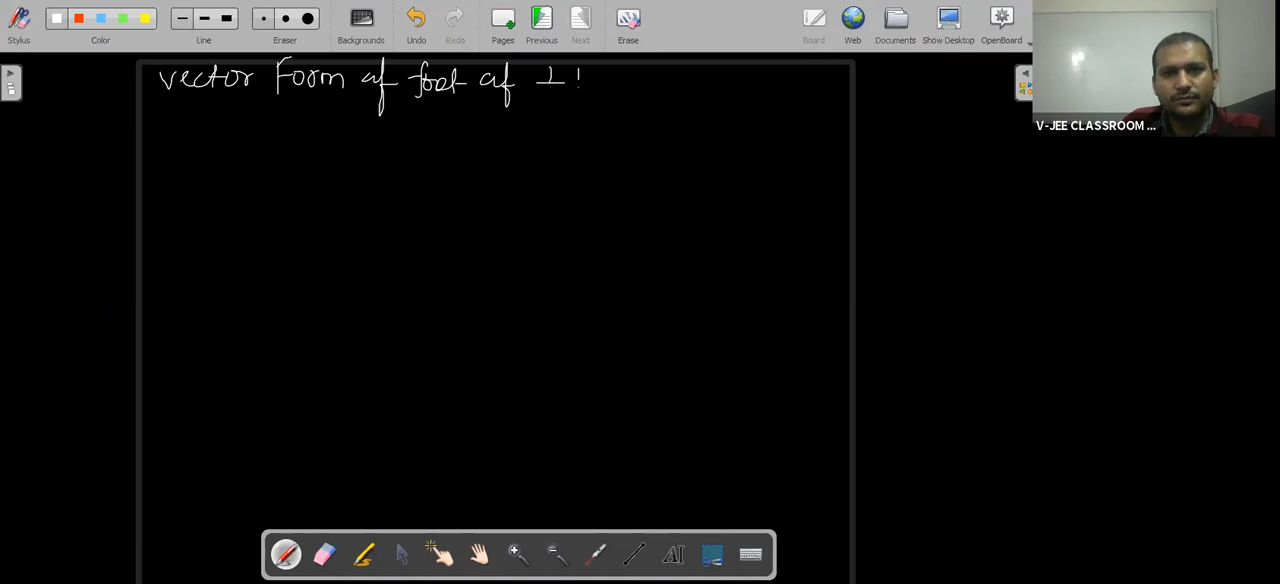 Stylus Color Line Eraser Backgrounds Undo Redo Pages Previous Next Erase Board Web Documents Show Desktop OpenBoard
vector Form of foot of ⊥!
V-JEE CLASSROOM ...
AI